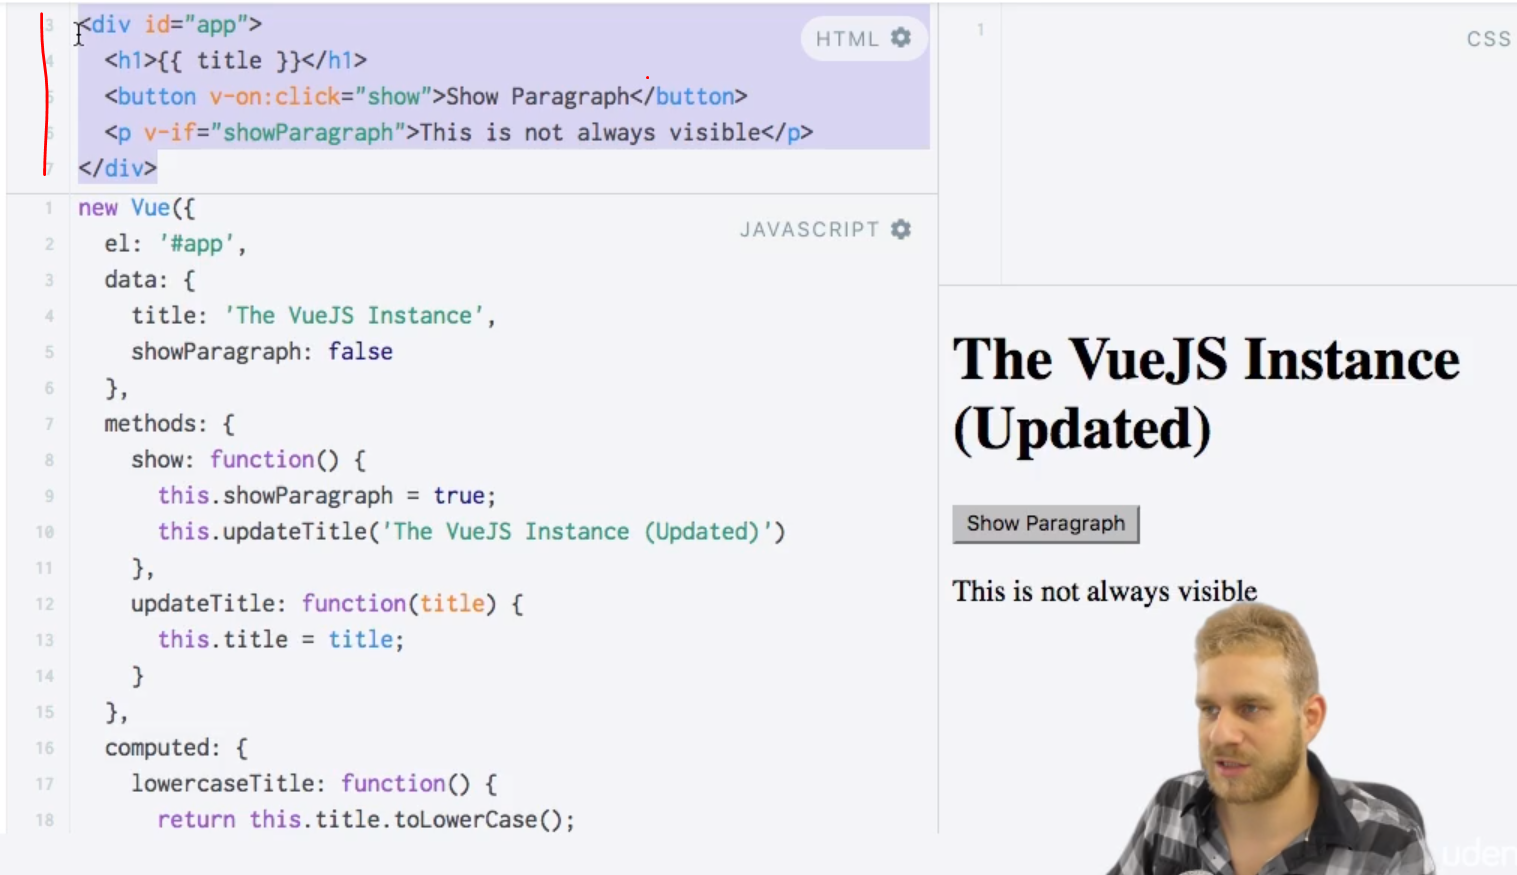 3 <div id="app">
4 <h1>{{ title }}</h1>
5 <button v-on:click="show">Show Paragraph</button>
6 <p v-if="showParagraph">This is not always visible</p>
7 </div>
HTML
1 new Vue({
2 el: '#app',
3 data: {
4 title: 'The VueJS Instance',
5 showParagraph: false
6 },
7 methods: {
8 show: function() {
9 this.showParagraph = true;
10 this.updateTitle('The VueJS Instance (Updated)')
11 },
12 updateTitle: function(title) {
13 this.title = title;
14 }
15 },
16 computed: {
17 lowercaseTitle: function() {
18 return this.title.toLowerCase();
JAVASCRIPT
1
CSS
The VueJS Instance
(Updated)
Show Paragraph
This is not always visible